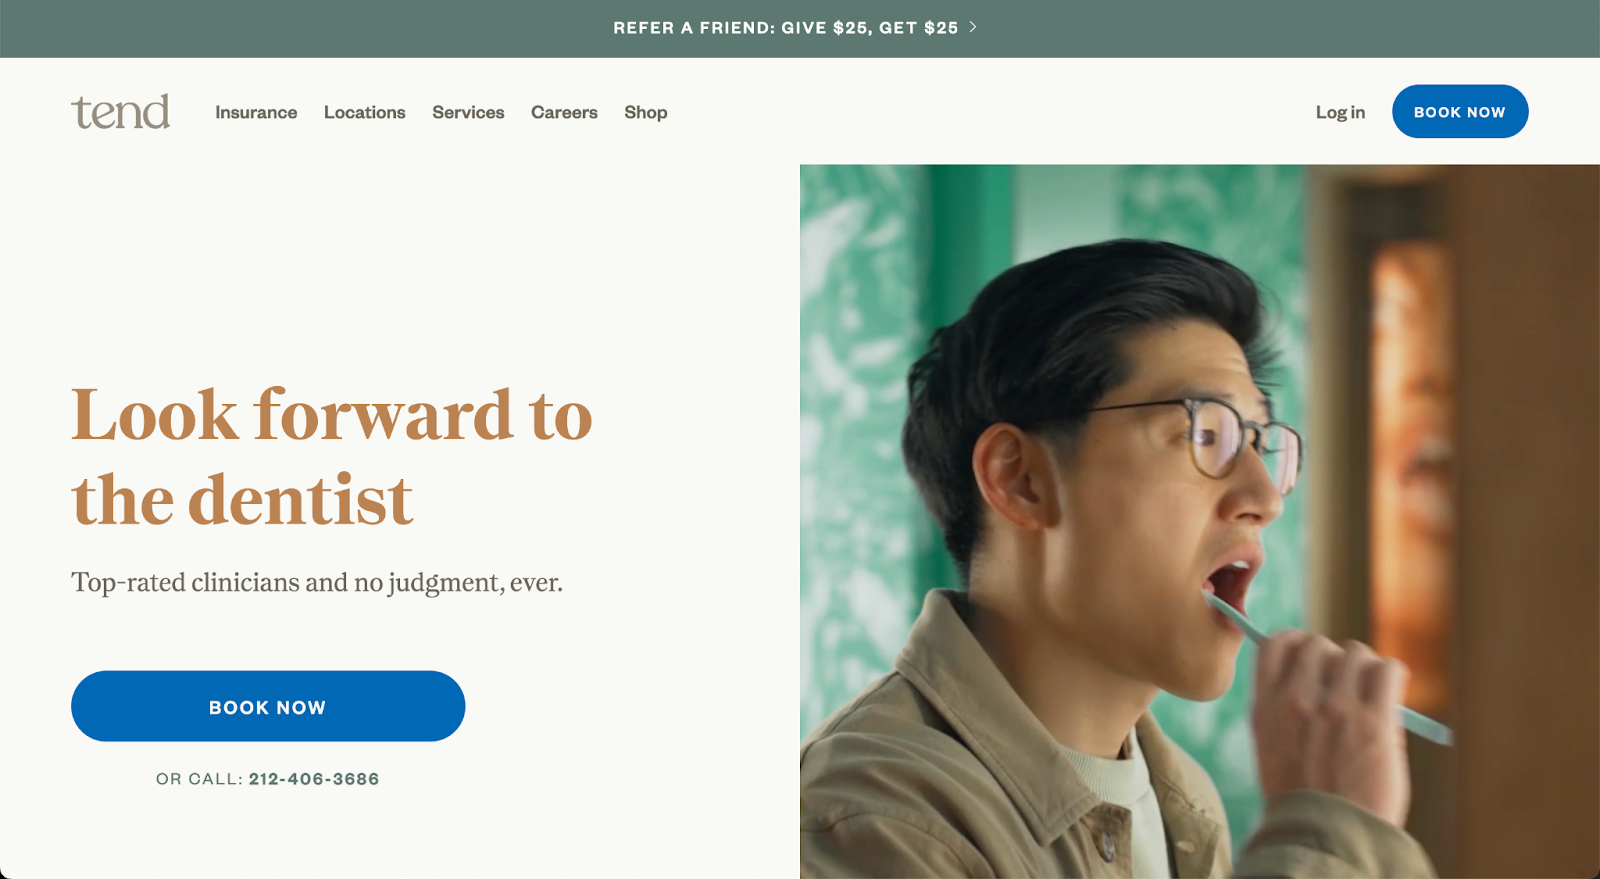 REFER A FRIEND: GIVE $25, GET $25 >
tend
Insurance
Locations
Services
Careers
Shop
Log in
BOOK NOW
Look forward to
the dentist
Top-rated clinicians and no judgment, ever.
BOOK NOW
OR CALL: 212-406-3686